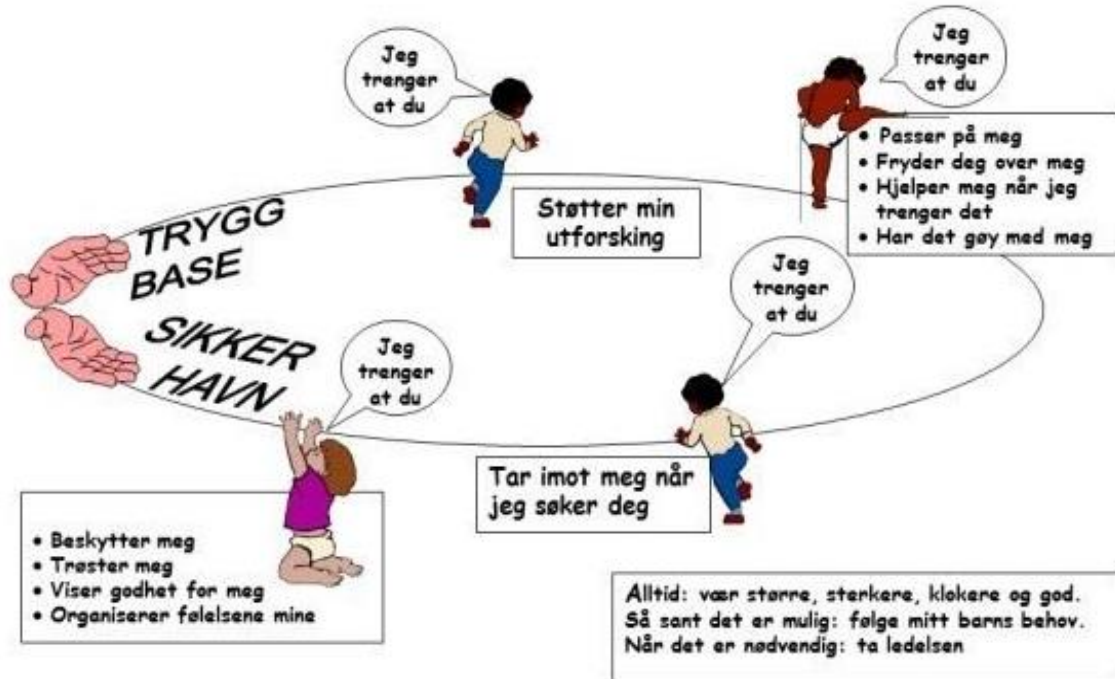 Jeg
trenger
at du
Jeg
trenger
at du
• Passer på meg
• Fryder deg over meg
• Hjelper meg når jeg
trenger det
• Har det gøy med meg
Støtter min
utforsking
TRYGG
BASE
SIKKER
HAVN
Jeg
trenger
at du
Jeg
trenger
at du
Tar imot meg når
jeg søker deg
• Beskytter meg
• Trøster meg
• Viser godhet for meg
• Organiserer følelsene mine
Alltid: vær større, sterkere, klokere og god.
Så sant det er mulig: følge mitt barns behov.
Når det er nødvendig: ta ledelsen